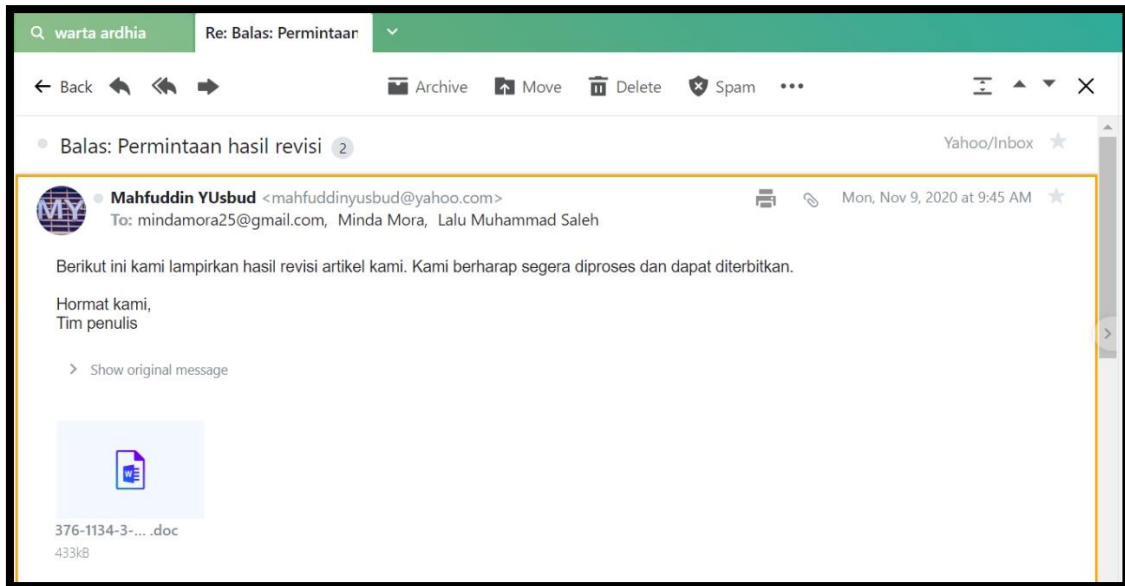 warta ardhia Re: Balas: Permintaan
Back Archive Move Delete Spam
Balas: Permintaan hasil revisi 2 Yahoo/Inbox
MY Mahfuddin YUsbud <mahfuddinyusbud@yahoo.com> Mon, Nov 9, 2020 at 9:45 AM
To: mindamora25@gmail.com, Minda Mora, Lalu Muhammad Saleh
Berikut ini kami lampirkan hasil revisi artikel kami. Kami berharap segera diproses dan dapat diterbitkan.
Hormat kami,
Tim penulis
Show original message
376-1134-3-... .doc
433kB